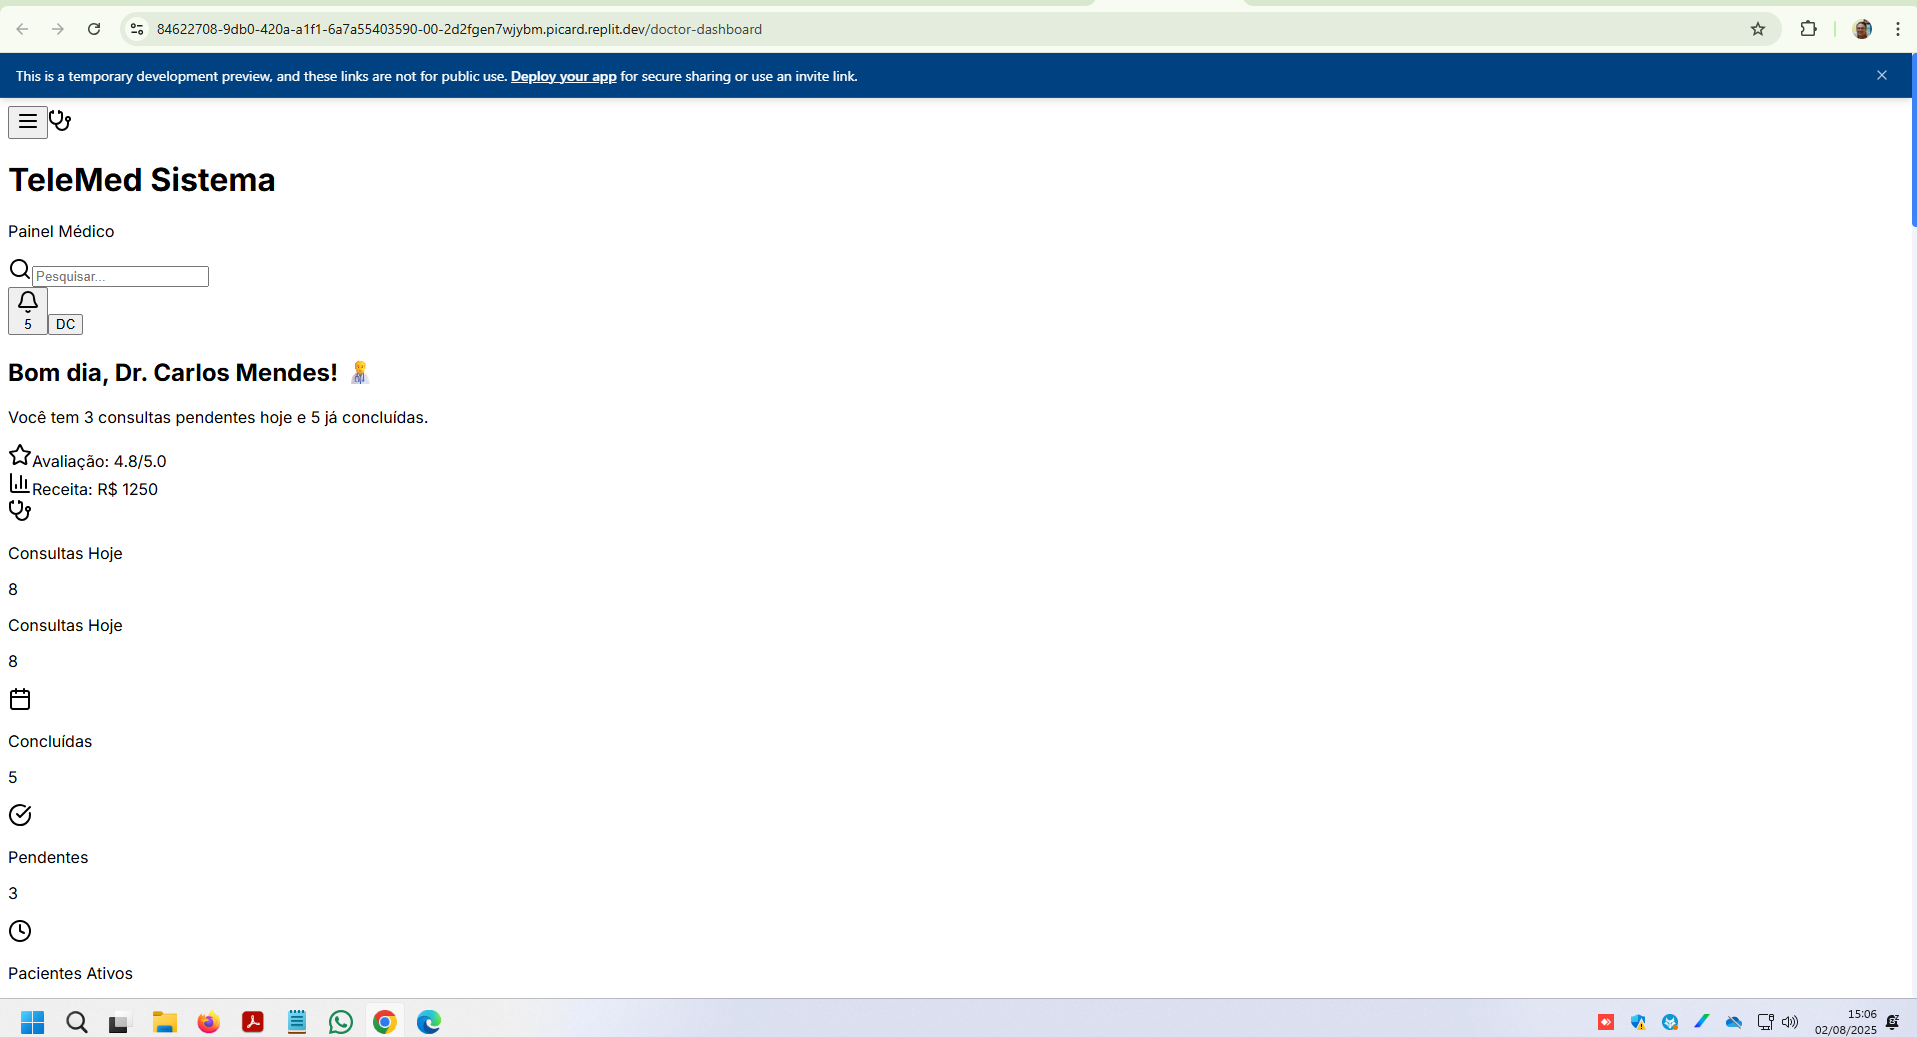 84622708-9db0-420a-a1f1-6a7a55403590-00-2d2fgen7wjybm.picard.replit.dev/doctor-dashboard
This is a temporary development preview, and these links are not for public use. Deploy your app for secure sharing or use an invite link.
TeleMed Sistema
Painel Médico
Pesquisar...
5
DC
Bom dia, Dr. Carlos Mendes!
Você tem 3 consultas pendentes hoje e 5 já concluídas.
Avaliação: 4.8/5.0
Receita: R$ 1250
Consultas Hoje
8
Consultas Hoje
8
Concluídas
5
Pendentes
3
Pacientes Ativos
15:06
02/08/2025